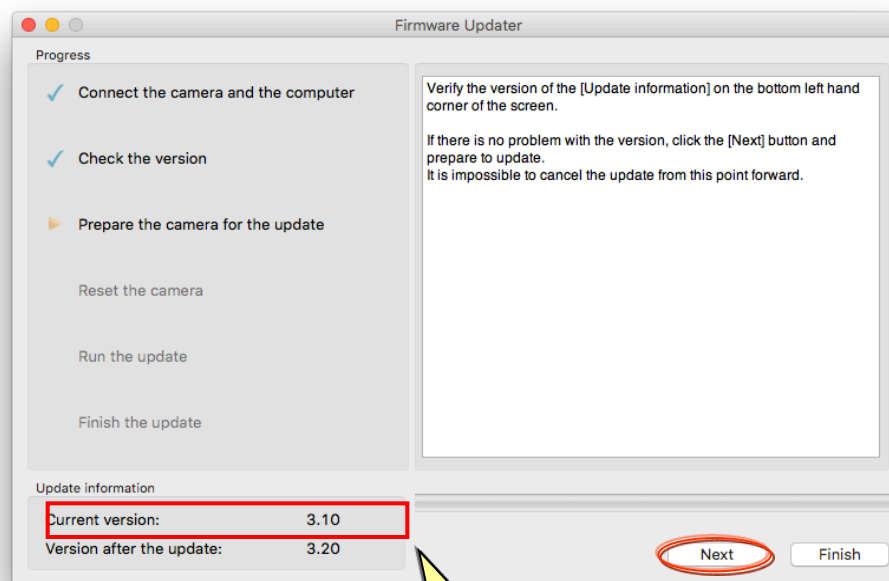 Firmware Updater
Progress
Connect the camera and the computer
Check the version
Prepare the camera for the update
Reset the camera
Run the update
Finish the update
Verify the version of the [Update information] on the bottom left hand
corner of the screen.
If there is no problem with the version, click the [Next] button and
prepare to update.
It is impossible to cancel the update from this point forward.
Update information
Current version: 3.10
Version after the update: 3.20
Next
Finish